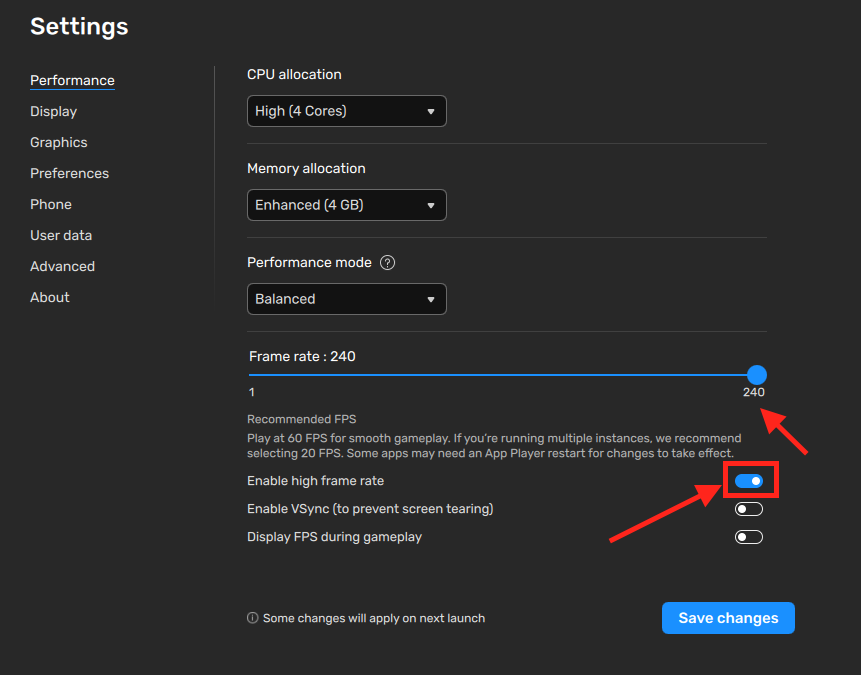 Settings
Performance
Display
Graphics
Preferences
Phone
User data
Advanced
About
CPU allocation
High (4 Cores)
Memory allocation
Enhanced (4 GB)
Performance mode ?
Balanced
Frame rate : 240
1 240
Recommended FPS
Play at 60 FPS for smooth gameplay. If you're running multiple instances, we recommend
selecting 20 FPS. Some apps may need an App Player restart for changes to take effect.
Enable high frame rate
Enable VSync (to prevent screen tearing)
Display FPS during gameplay
Some changes will apply on next launch
Save changes